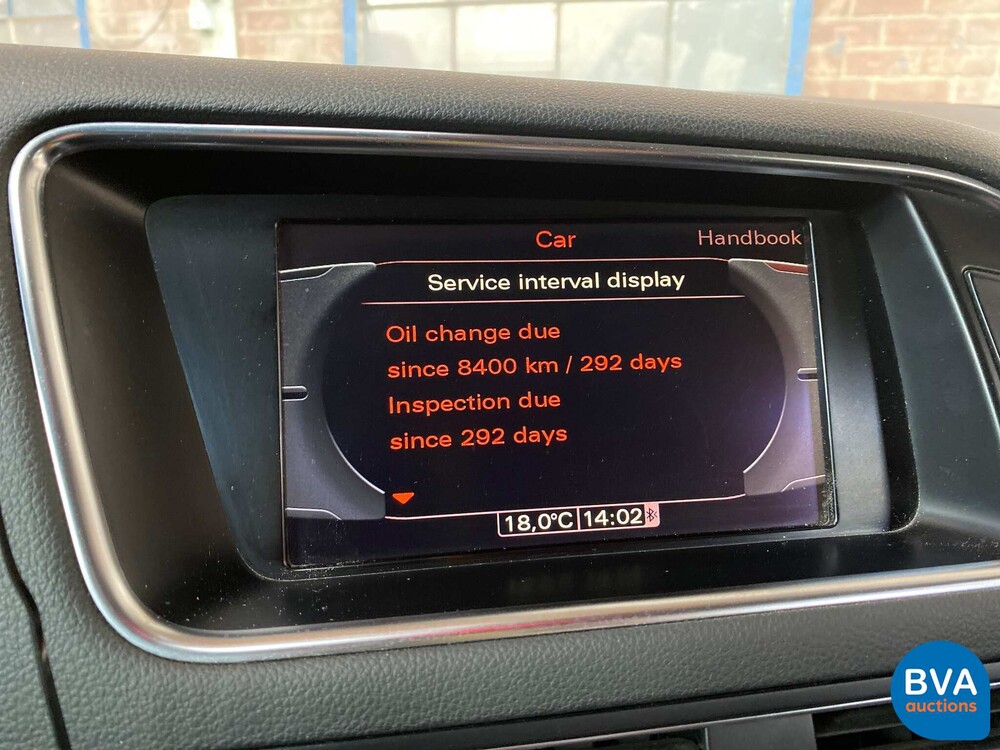 Car
Handbook
Service interval display
Oil change due
since 8400 km / 292 days
Inspection due
since 292 days
18,0°C 14:02
BVA
auctions